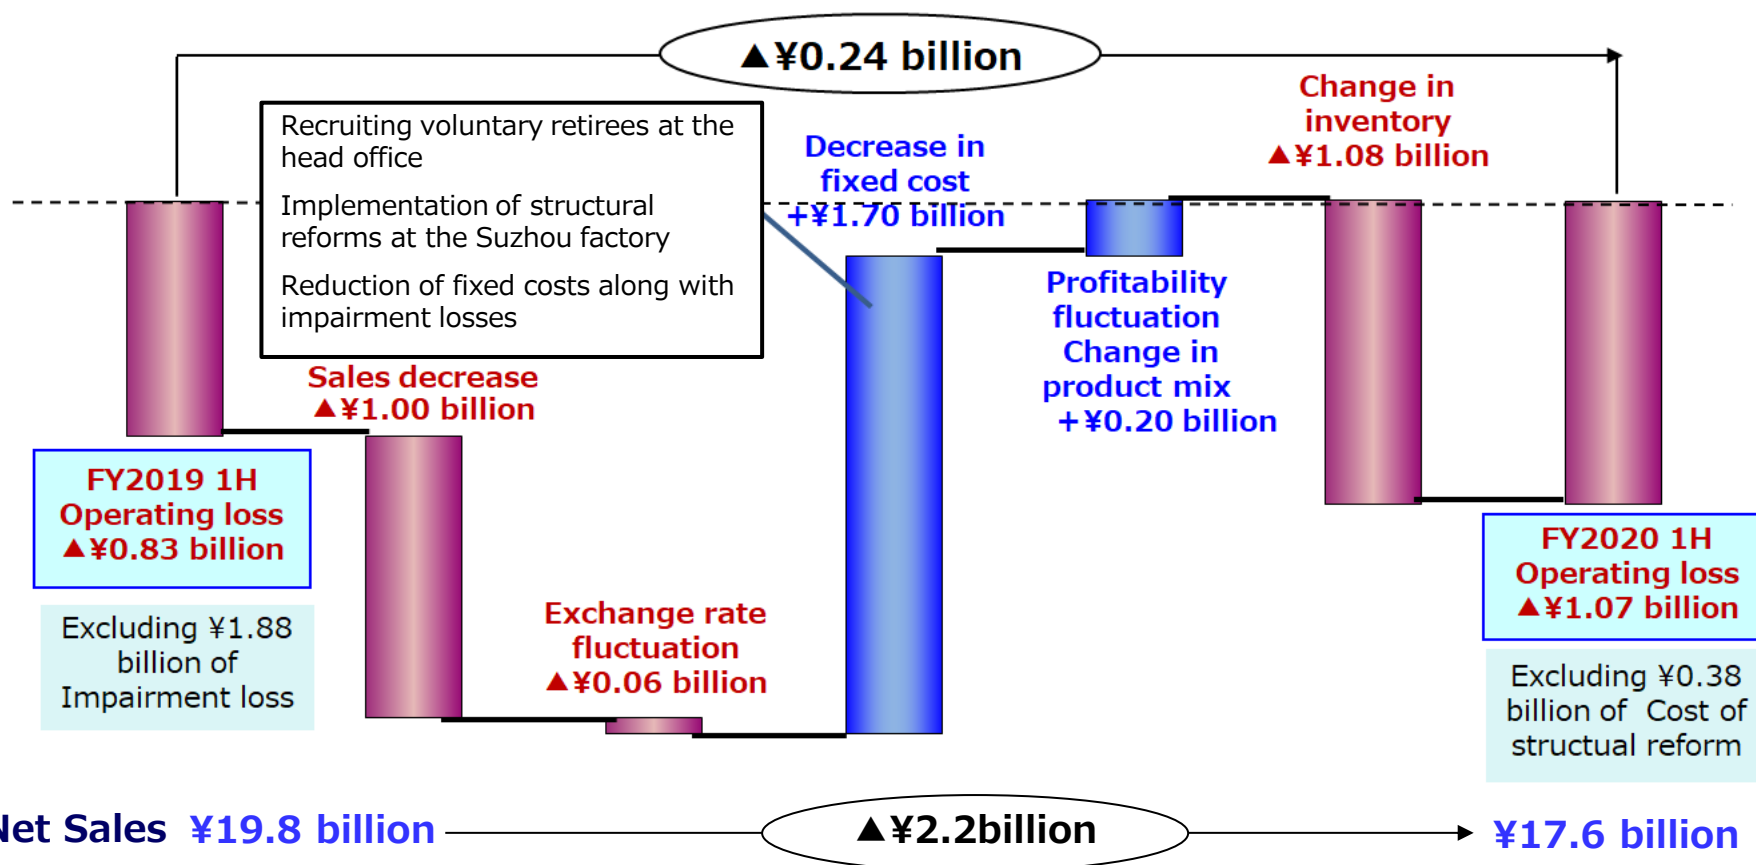 ▲¥0.24 billion
Recruiting voluntary retirees at the
head office
Implementation of structural
reforms at the Suzhou factory
Reduction of fixed costs along with
impairment losses
Decrease in
fixed cost
+¥1.70 billion
Change in
inventory
▲¥1.08 billion
Profitability
fluctuation
Change in
product mix
+¥0.20 billion
Sales decrease
▲¥1.00 billion
FY2019 1H
Operating loss
▲¥0.83 billion
Excluding ¥1.88
billion of
Impairment loss
Exchange rate
fluctuation
▲¥0.06 billion
FY2020 1H
Operating loss
▲¥1.07 billion
Excluding ¥0.38
billion of Cost of
structual reform
Net Sales ¥19.8 billion
▲¥2.2billion
¥17.6 billion